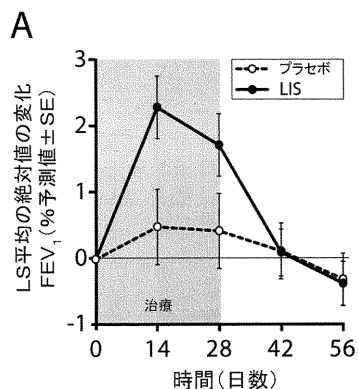 A
LS平均の絶対値の変化
FEV1(%予測値±SE)
3
2
1
0
-1
プラセボ
LIS
治療
0 14 28 42 56
時間(日数)